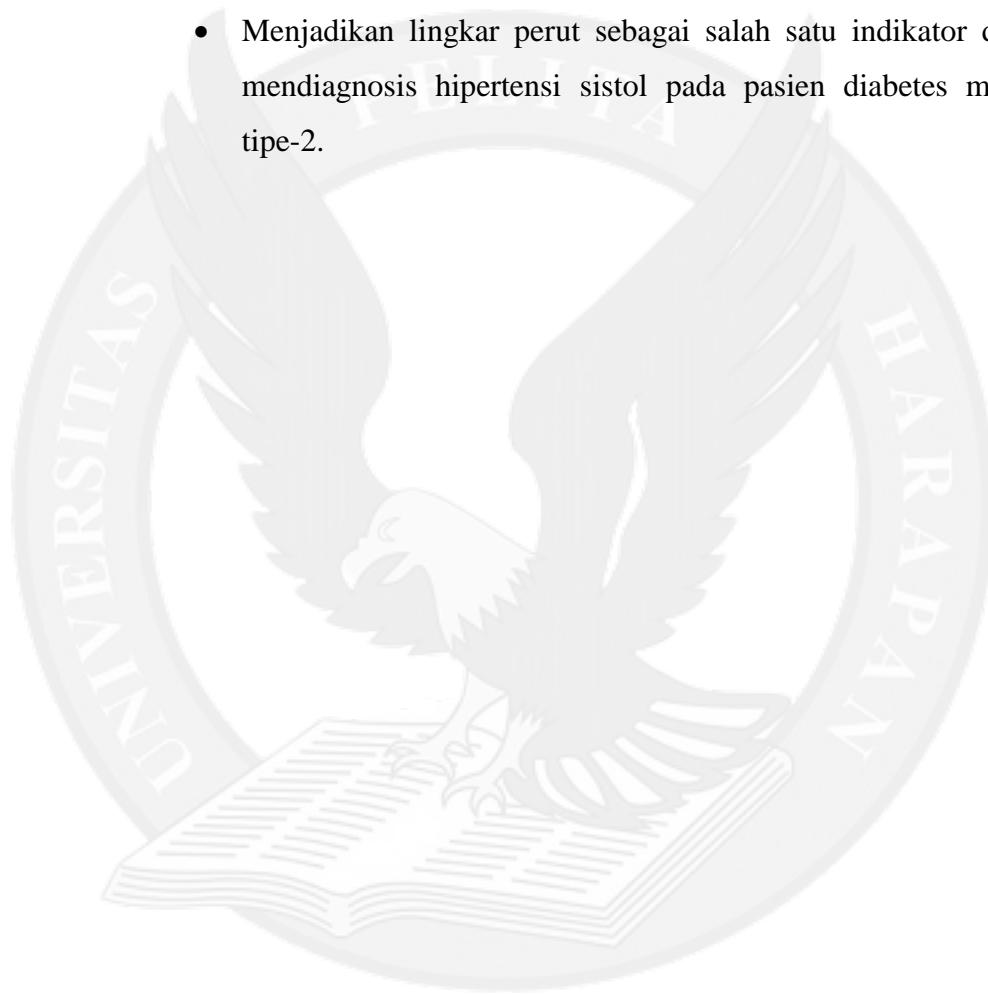 • Menjadikan lingkar perut sebagai salah satu indikator
mendiagnosis hipertensi sistol pada pasien diabetes
tipe-2.
UNIVERSITAS PELITA HARAPAN